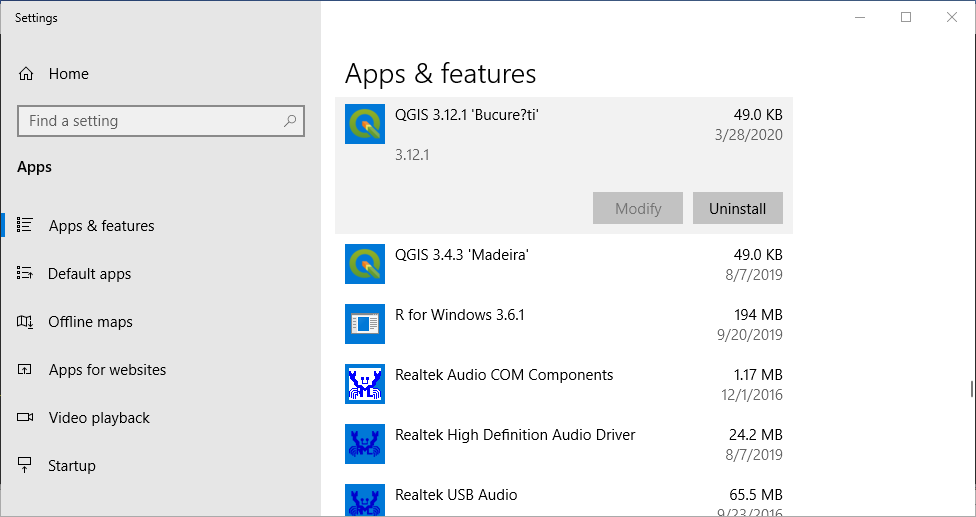 Settings
Home
Find a setting
Apps
Apps & features
Default apps
Offline maps
Apps for websites
Video playback
Startup
Apps & features
QGIS 3.12.1 'Bucure?ti' 49.0 KB
3/28/2020
3.12.1
Modify Uninstall
QGIS 3.4.3 'Madeira' 49.0 KB
8/7/2019
R for Windows 3.6.1 194 MB
9/20/2019
Realtek Audio COM Components 1.17 MB
12/1/2016
Realtek High Definition Audio Driver 24.2 MB
8/7/2019
Realtek USB Audio 65.5 MB
9/23/2016